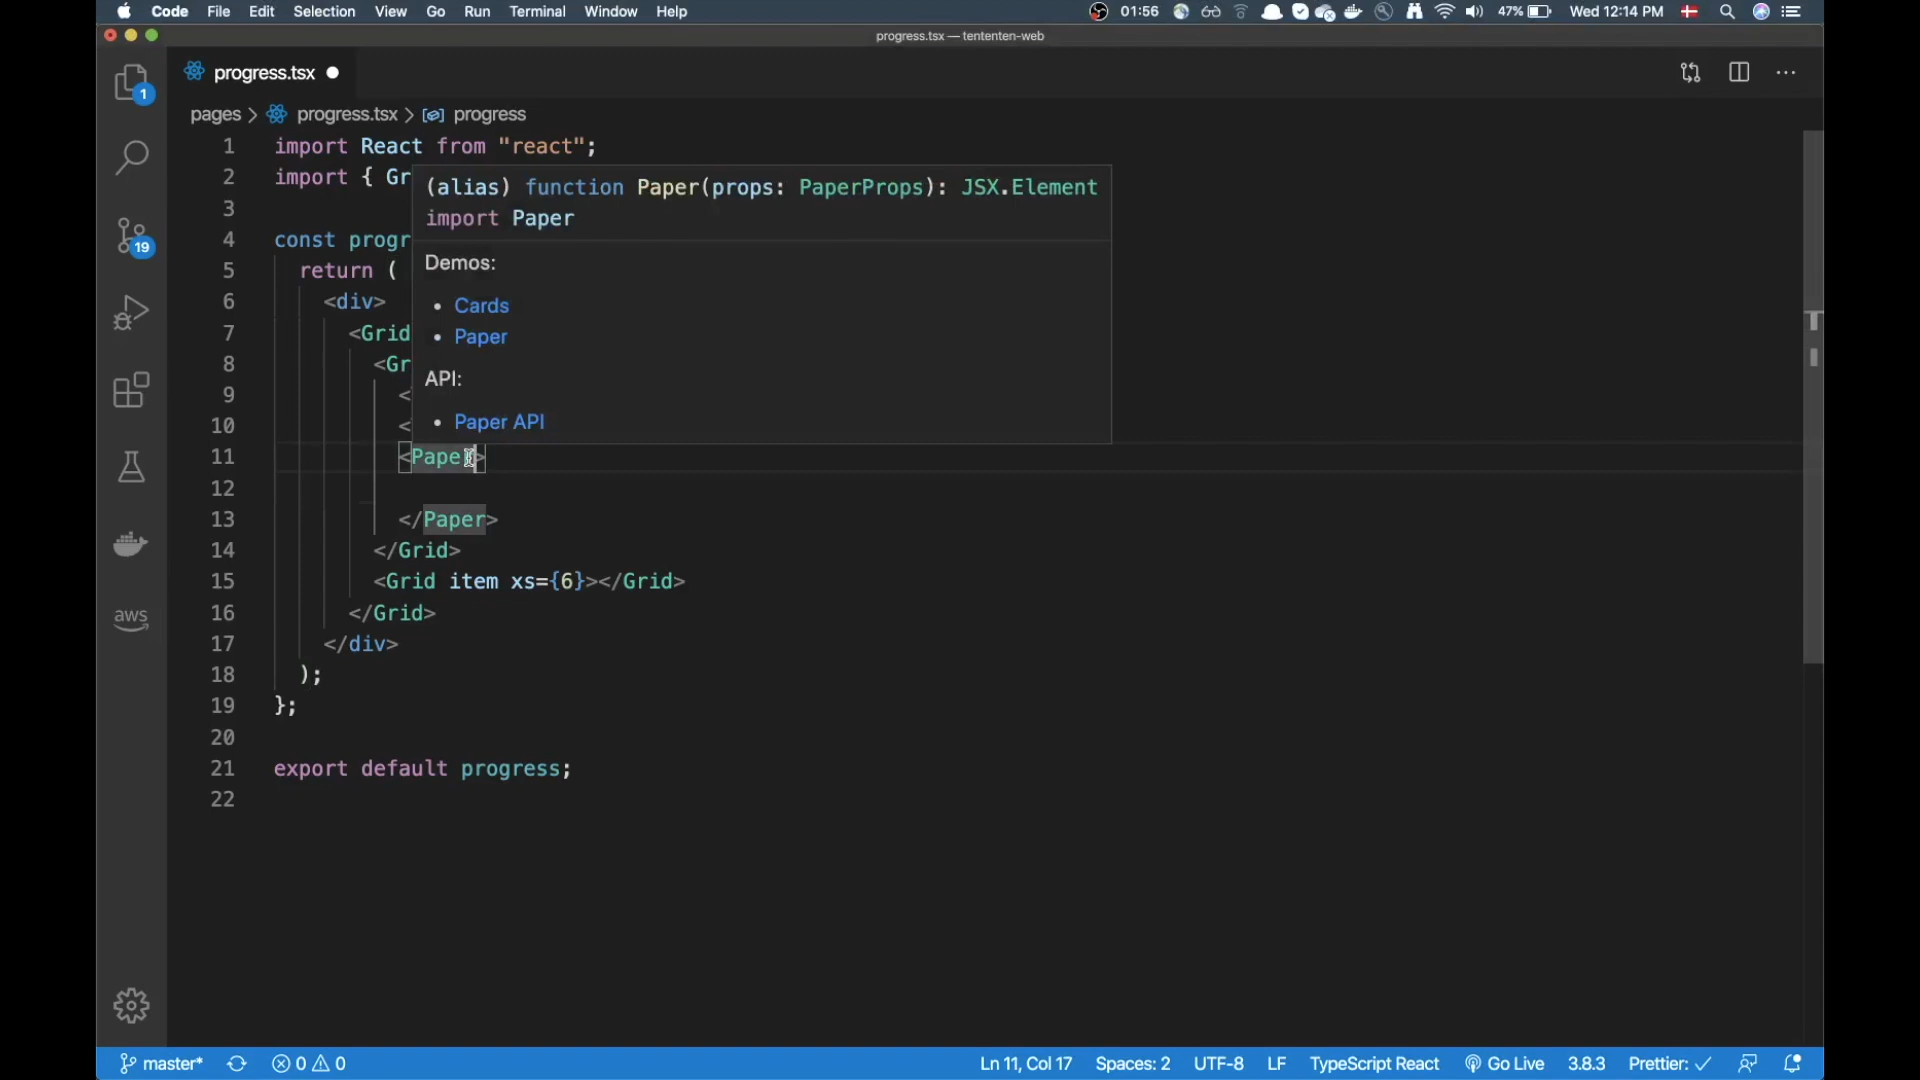 Code File Edit Selection View Go Run Terminal Window Help 01:56 47% Wed 12:14 PM
progress.tsx — tententen-web
progress.tsx
1
pages > progress.tsx > progress
1 import React from "react";
2 import { Gr
3
4 const progr
5 return (
6 <div>
7 <Grid
8 <Gr
9 <
10 <
11 <Paper>
12
13 </Paper>
14 </Grid>
15 <Grid item xs={6}></Grid>
16 </Grid>
17 </div>
18 );
19 };
20
21 export default progress;
22
(alias) function Paper(props: PaperProps): JSX.Element
import Paper
Demos:
• Cards
• Paper
API:
• Paper API
19
aws
master* 0 0 Ln 11, Col 17 Spaces: 2 UTF-8 LF TypeScript React Go Live 3.8.3 Prettier: ✓